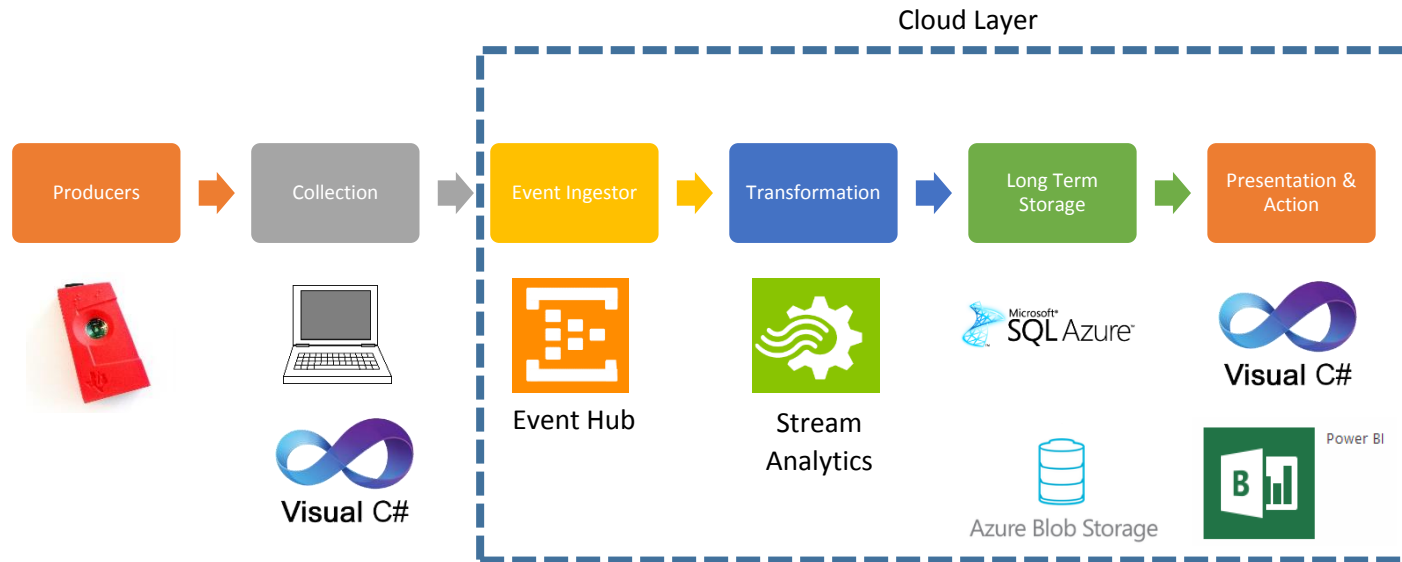 Cloud Layer
Producers
Collection
Event Ingestor
Transformation
Long Term
Storage
Presentation &
Action
Event Hub
Stream
Analytics
Microsoft®
SQL Azure™
Visual C#
Azure Blob Storage
Visual C#
B
Power BI